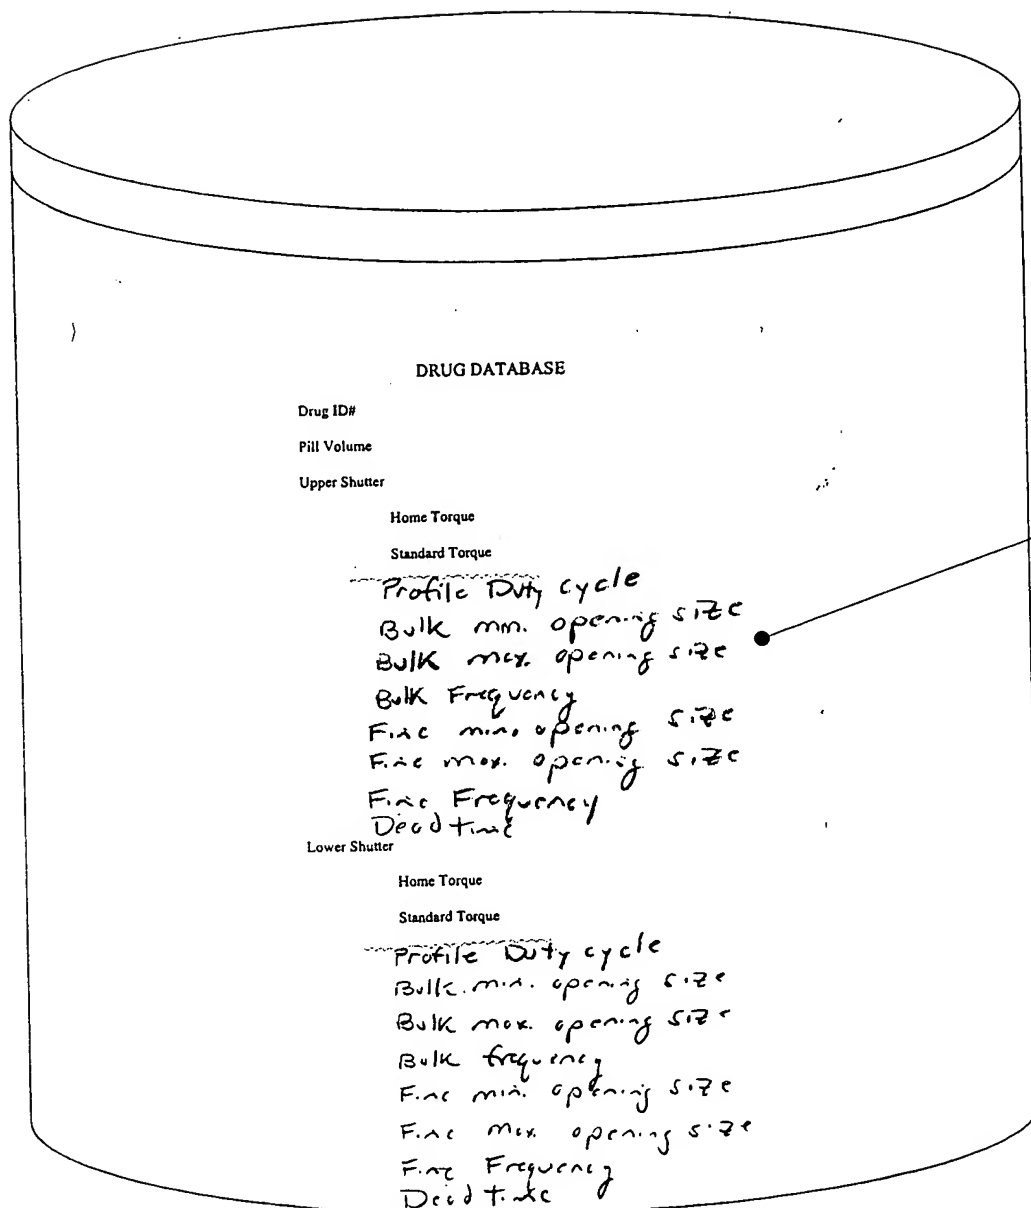 DRUG DATABASE
Drug ID#
Pill Volume
Upper Shutter
Home Torque
Standard Torque
Profile Duty cycle
Bulk min. opening size
Bulk max. opening size
Bulk Frequency
Fine min. opening size
Fine max. opening size
Fine Frequency
Dead time
Lower Shutter
Home Torque
Standard Torque
Profile Duty cycle
Bulk min. opening size
Bulk max. opening size
Bulk frequency
Fine min. opening size
Fine max. opening size
Fine Frequency
Dead time